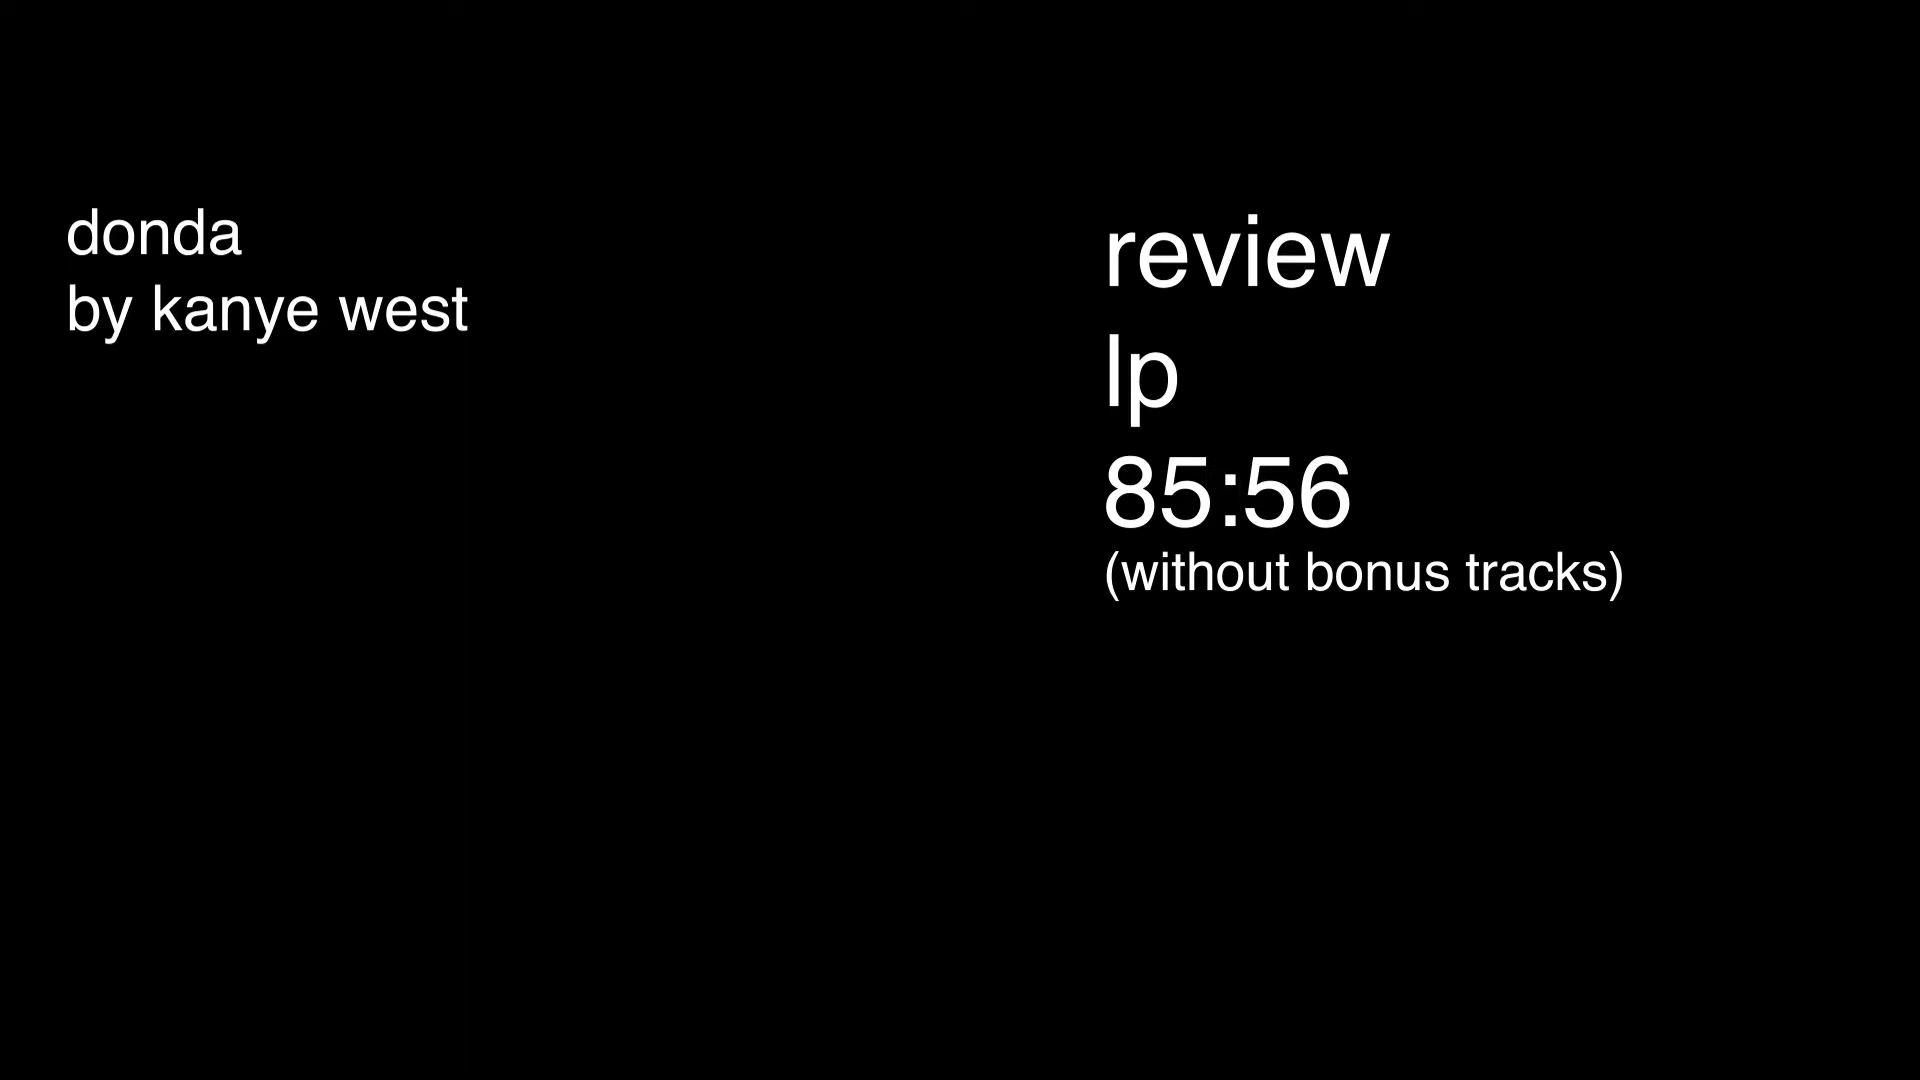 donda
by kanye west
review
lp
85:56
(without bonus tracks)